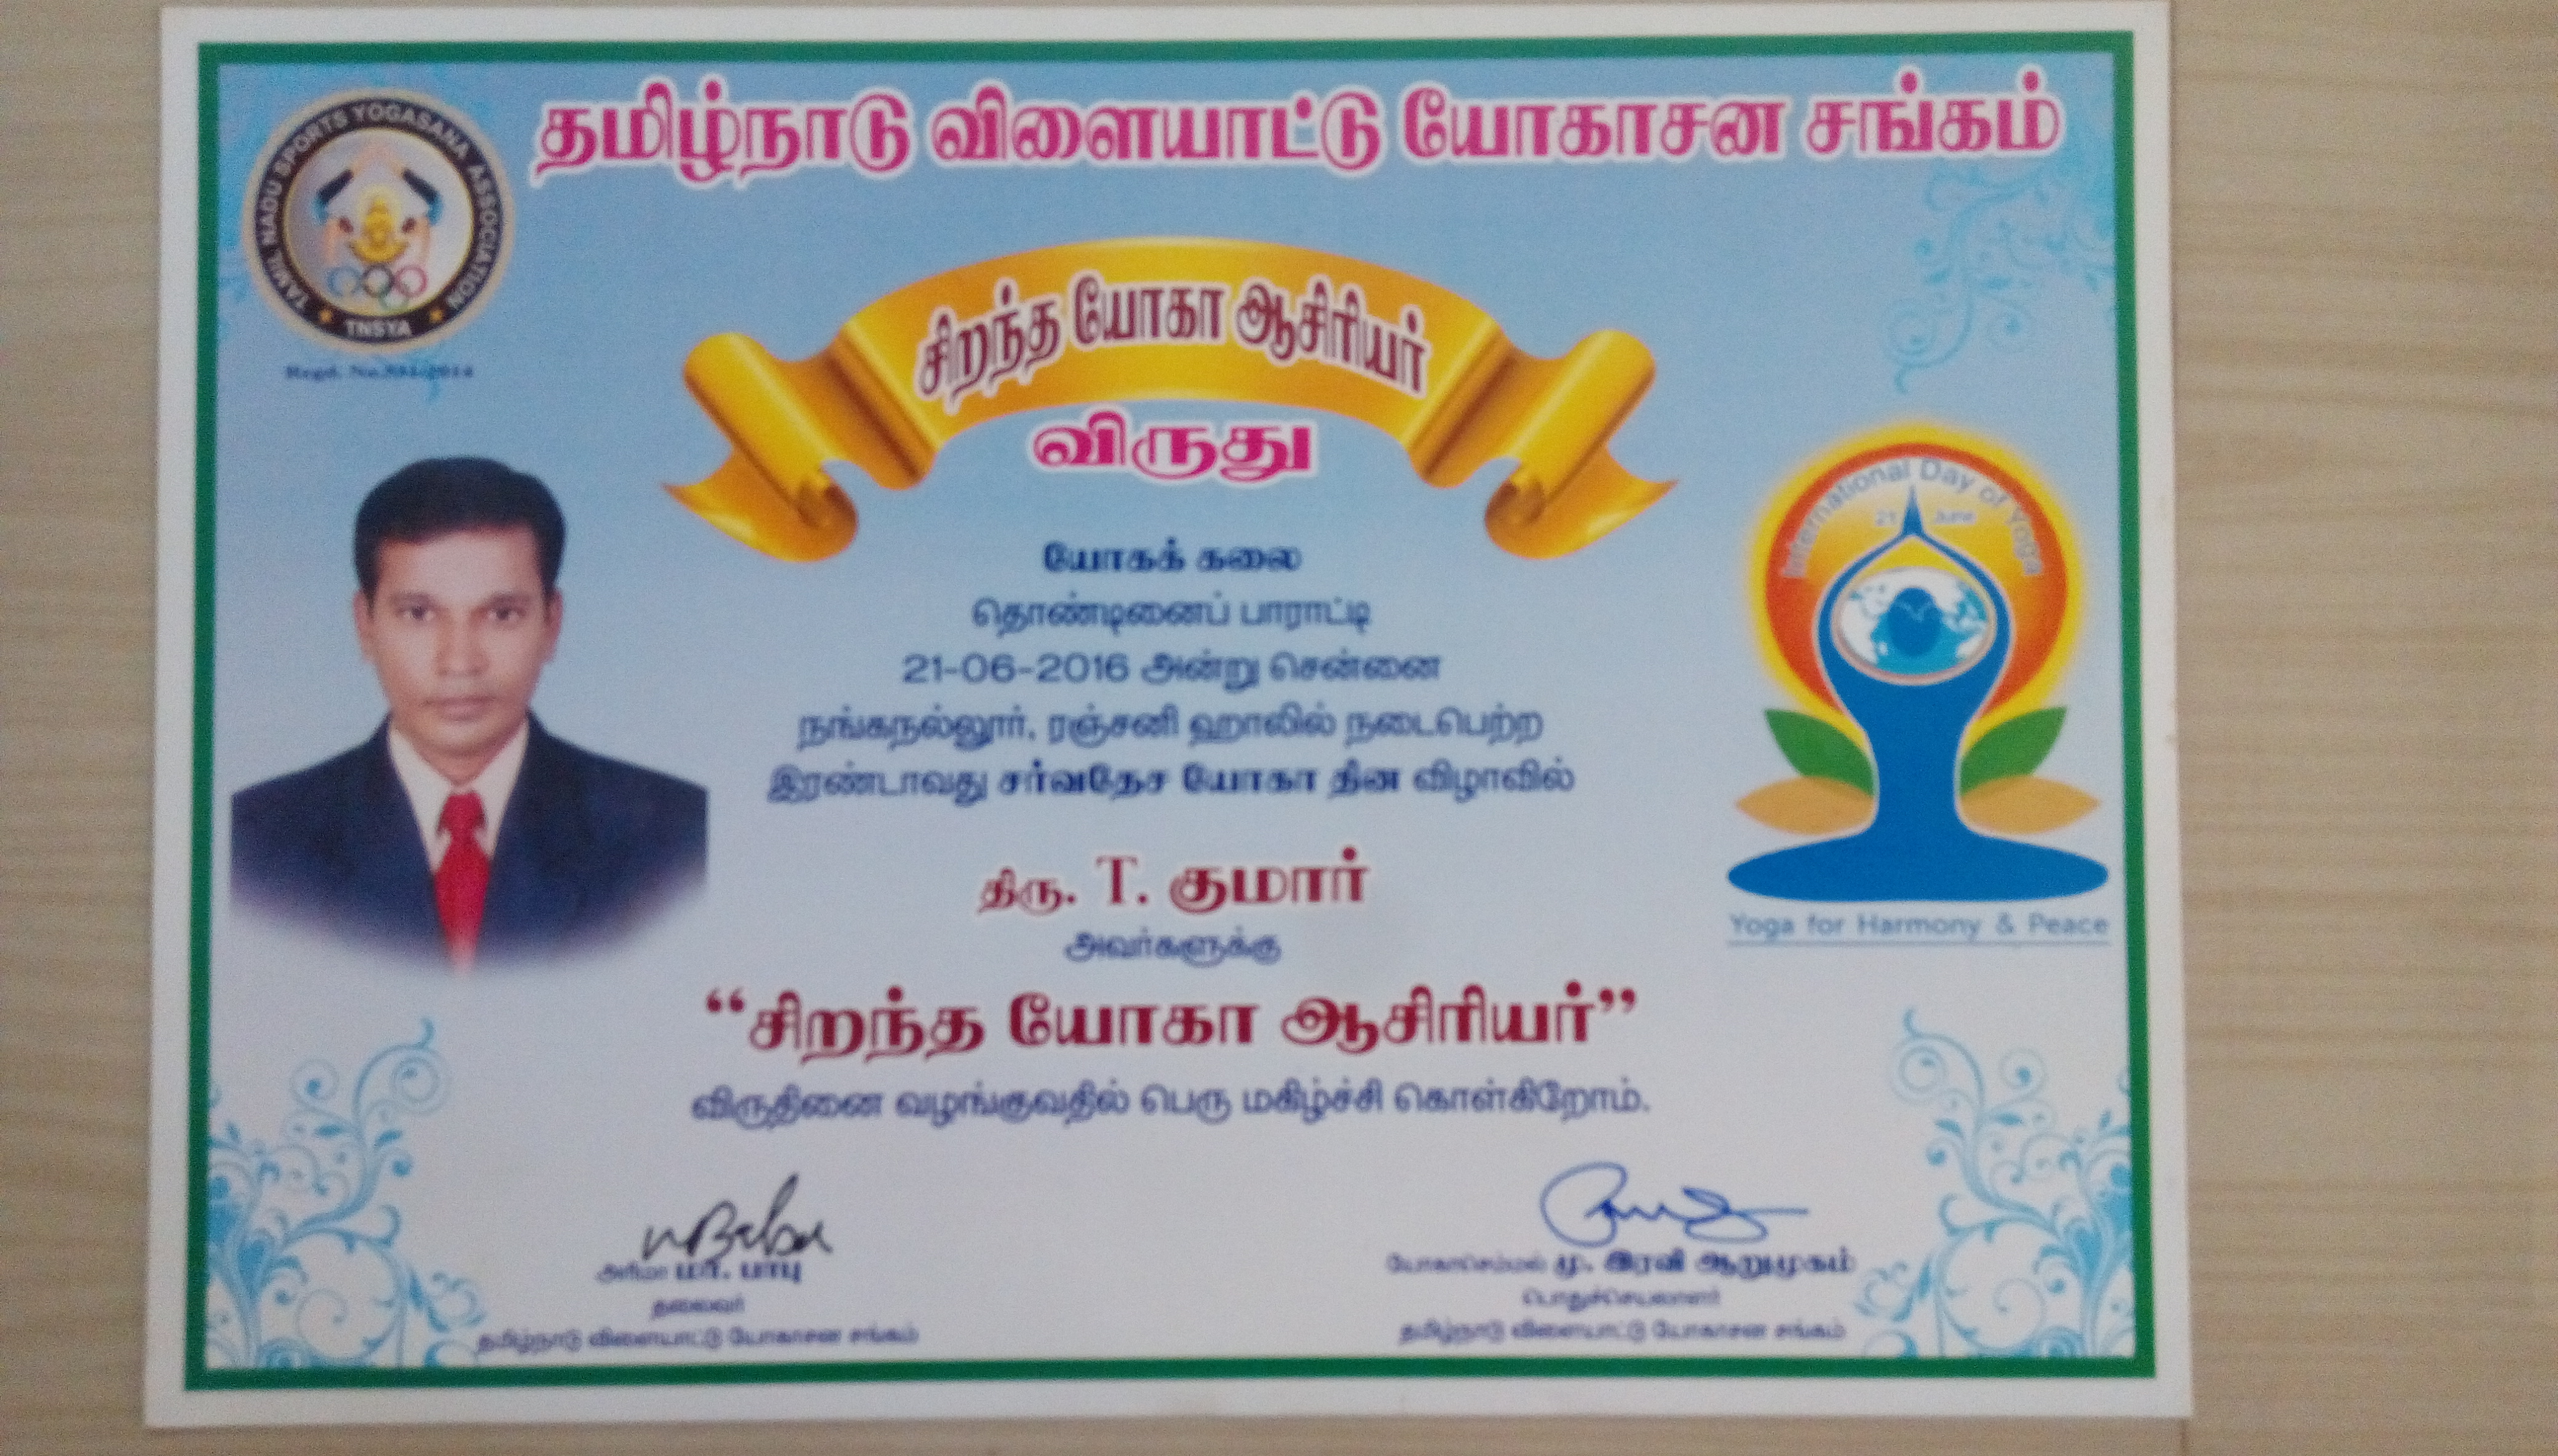 தமிழ்நாடு விளையாட்டு யோகாசன சங்கம்
TAMIL NADU SPORTS YOGASANA ASSOCIATION
TNSYA
Regd. No.
சிறந்த யோகா ஆசிரியர்
விருது
யோகக் கலை
தொண்டினைப் பாராட்டி
21-06-2016 அன்று சென்னை
நங்கநல்லூர், ரஞ்சனி ஹாலில் நடைபெற்ற
இரண்டாவது சர்வதேச யோகா தின விழாவில்
International Day of Yoga
21 June
Yoga for Harmony & Peace
திரு. T. குமார்
அவர்களுக்கு
“சிறந்த யோகா ஆசிரியர்”
விருதினை வழங்குவதில் பெரு மகிழ்ச்சி கொள்கிறோம்.
அரிமா மா. பாபு
தலைவர்
தமிழ்நாடு விளையாட்டு யோகாசன சங்கம்
யோகாசெம்மல் மு. இரவி ஆறுமுகம்
பொதுச்செயலாளர்
தமிழ்நாடு விளையாட்டு யோகாசன சங்கம்